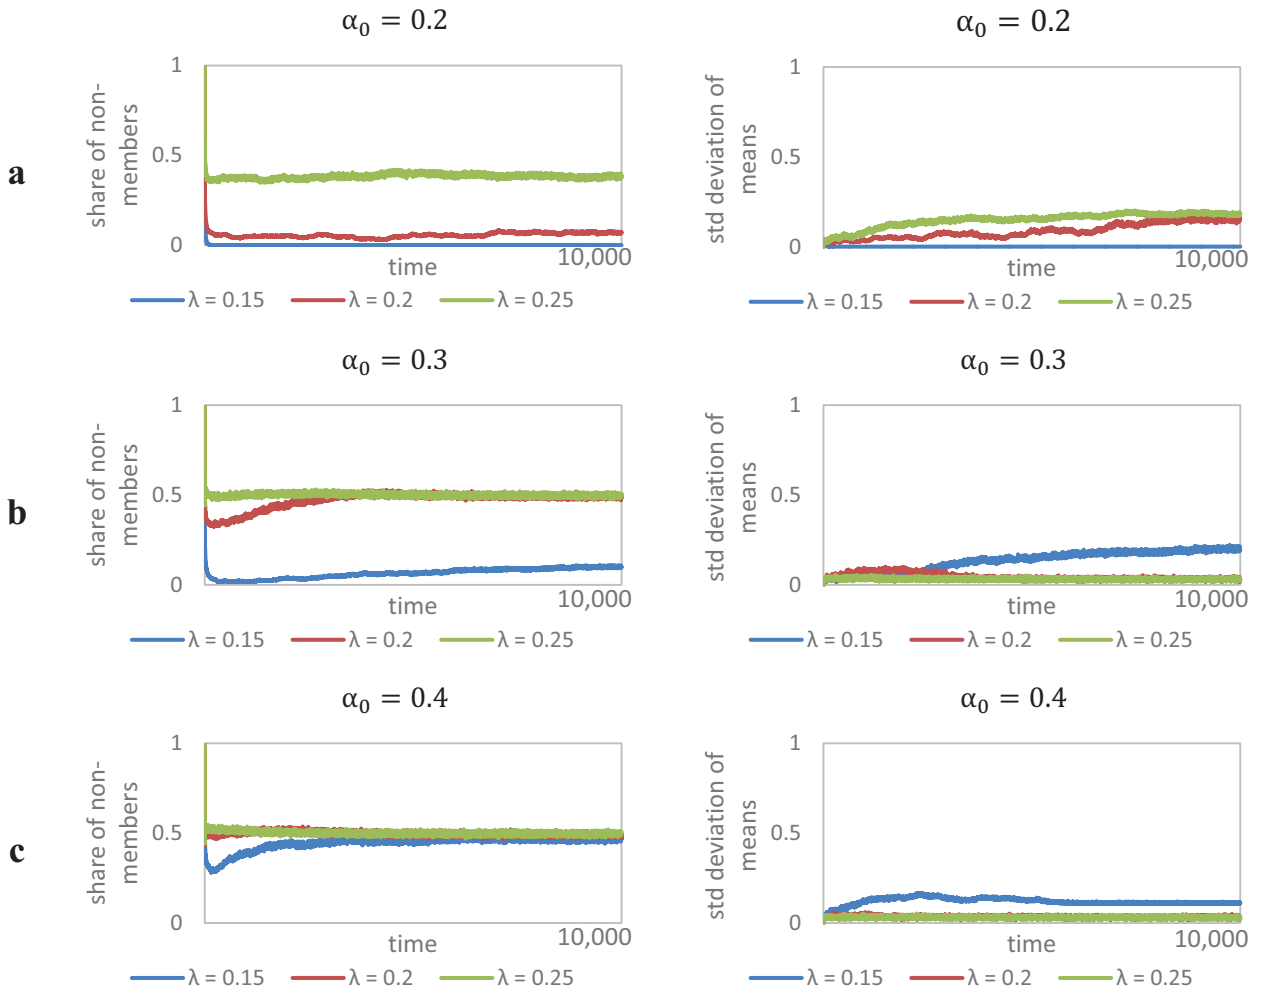 α₀ = 0.2
share of non-
members
1
0.5
0
time
10,000
λ = 0.15 λ = 0.2 λ = 0.25
α₀ = 0.2
std deviation of
means
1
0.5
0
time
10,000
λ = 0.15 λ = 0.2 λ = 0.25
a
α₀ = 0.3
share of non-
members
1
0.5
0
time
10,000
λ = 0.15 λ = 0.2 λ = 0.25
α₀ = 0.3
std deviation of
means
1
0.5
0
time
10,000
λ = 0.15 λ = 0.2 λ = 0.25
b
α₀ = 0.4
share of non-
members
1
0.5
0
time
10,000
λ = 0.15 λ = 0.2 λ = 0.25
α₀ = 0.4
std deviation of
means
1
0.5
0
time
10,000
λ = 0.15 λ = 0.2 λ = 0.25
c